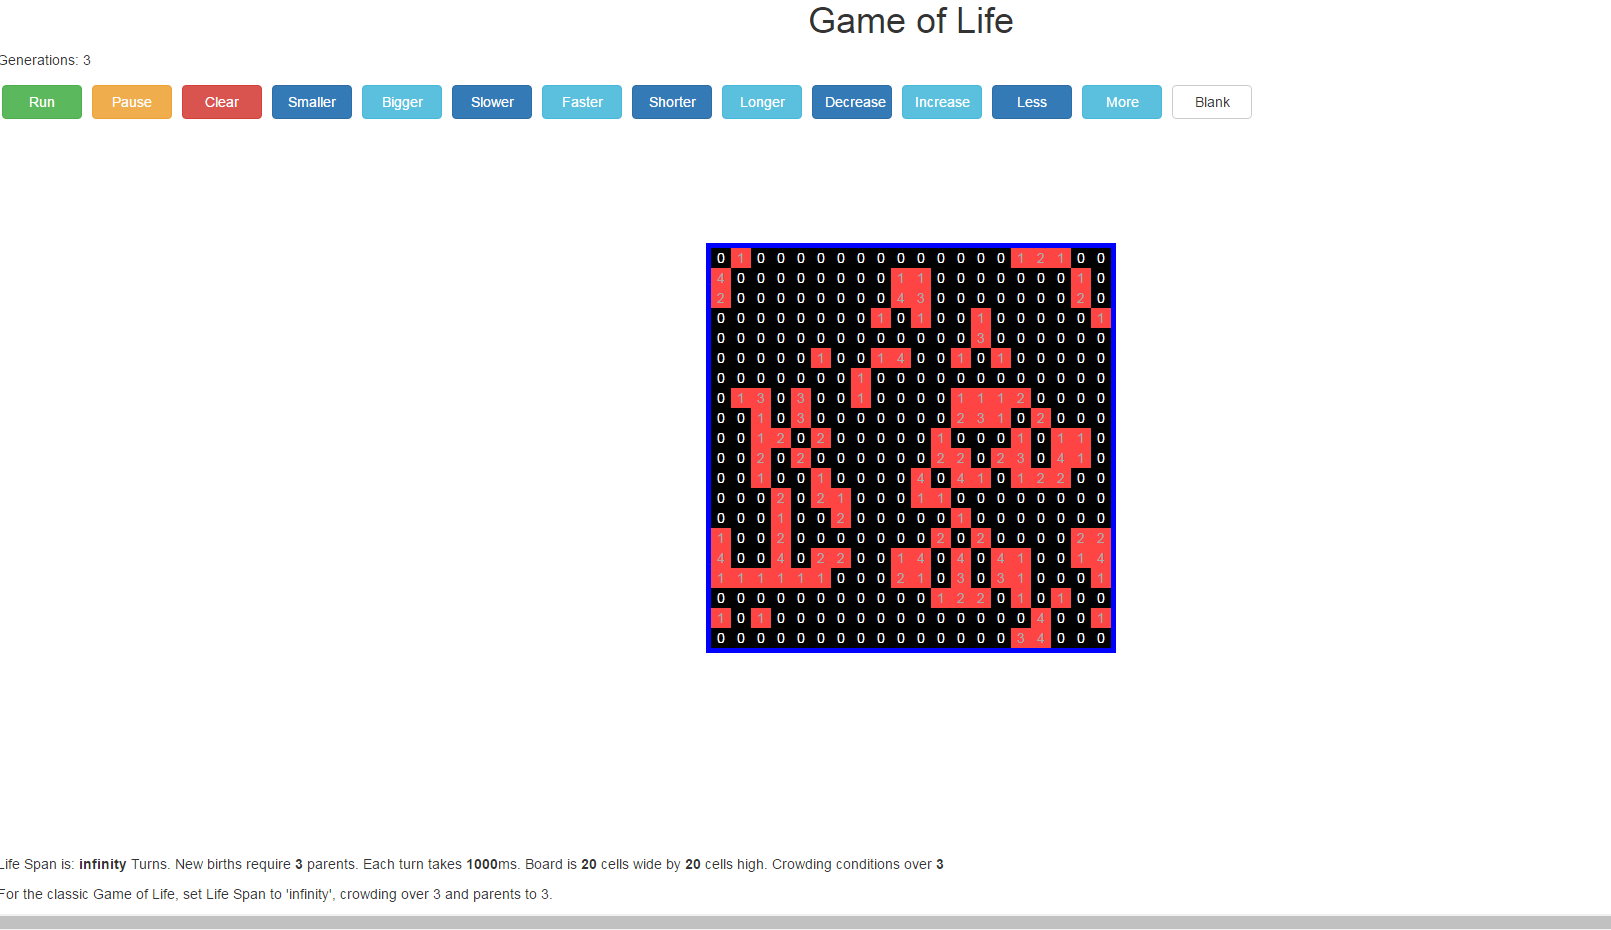 Game of Life
Generations: 3
Run Pause Clear Smaller Bigger Slower Faster Shorter Longer Decrease Increase Less More Blank
0 1 0 0 0 0 0 0 0 0 0 0 0 0 0 1 2 1 0 0
4 0 0 0 0 0 0 0 0 1 1 0 0 0 0 0 0 0 1 0
2 0 0 0 0 0 0 0 0 4 3 0 0 0 0 0 0 0 2 0
0 0 0 0 0 0 0 0 1 0 1 0 0 1 0 0 0 0 0 1
0 0 0 0 0 0 0 0 0 0 0 0 0 3 0 0 0 0 0 0
0 0 0 0 0 1 0 0 1 4 0 0 1 0 1 0 0 0 0 0
0 0 0 0 0 0 0 1 0 0 0 0 0 0 0 0 0 0 0 0
0 1 3 0 3 0 0 1 0 0 0 0 1 1 1 2 0 0 0 0
0 0 1 0 3 0 0 0 0 0 0 0 2 3 1 0 2 0 0 0
0 0 1 2 0 2 0 0 0 0 0 1 0 0 0 1 0 1 1 0
0 0 2 0 2 0 0 0 0 0 0 2 2 0 2 3 0 4 1 0
0 0 1 0 0 1 0 0 0 0 4 0 4 1 0 1 2 2 0 0
0 0 0 2 0 2 1 0 0 0 1 1 0 0 0 0 0 0 0 0
0 0 0 1 0 0 2 0 0 0 0 0 1 0 0 0 0 0 0 0
1 0 0 2 0 0 0 0 0 0 0 2 0 2 0 0 0 0 2 2
4 0 0 4 0 2 2 0 0 1 4 0 4 0 4 1 0 0 1 4
1 1 1 1 1 1 0 0 0 2 1 0 3 0 3 1 0 0 0 1
0 0 0 0 0 0 0 0 0 0 0 1 2 2 0 1 0 1 0 0
1 0 1 0 0 0 0 0 0 0 0 0 0 0 0 0 4 0 0 1
0 0 0 0 0 0 0 0 0 0 0 0 0 0 0 3 4 0 0 0
Life Span is: infinity Turns. New births require 3 parents. Each turn takes 1000ms. Board is 20 cells wide by 20 cells high. Crowding conditions over 3
For the classic Game of Life, set Life Span to 'infinity', crowding over 3 and parents to 3.